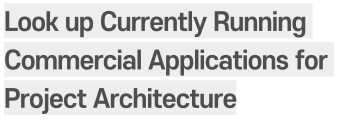 Look up Currently Running
Commercial Applications for
Project Architecture